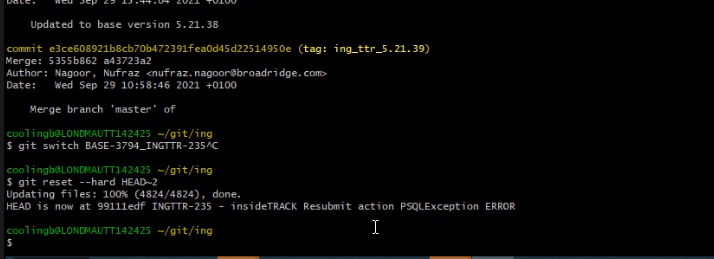 Date:   Wed Sep 29 13:44:04 2021 +0100
    Updated to base version 5.21.38
commit e3ce608921b8cb70b472391fea0d45d22514950e (tag: ing_ttr_5.21.39)
Merge: 5355b862 a43723a2
Author: Nagoor, Nufraz <nufraz.nagoor@broadridge.com>
Date:   Wed Sep 29 10:58:46 2021 +0100
    Merge branch 'master' of
coolingb@LONDMAUTT142425 ~/git/ing
$ git switch BASE-3794_INGTTR-235^C
coolingb@LONDMAUTT142425 ~/git/ing
$ git reset --hard HEAD~2
Updating files: 100% (4824/4824), done.
HEAD is now at 99111edf INGTTR-235 - insideTRACK Resubmit action PSQLException ERROR
coolingb@LONDMAUTT142425 ~/git/ing
$